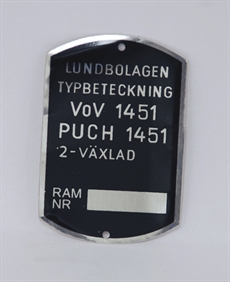 LUNDBOLAGEN
TYPBETECKNING
VoV 1451
PUCH 1451
2-VÄXLAD
RAM
NR